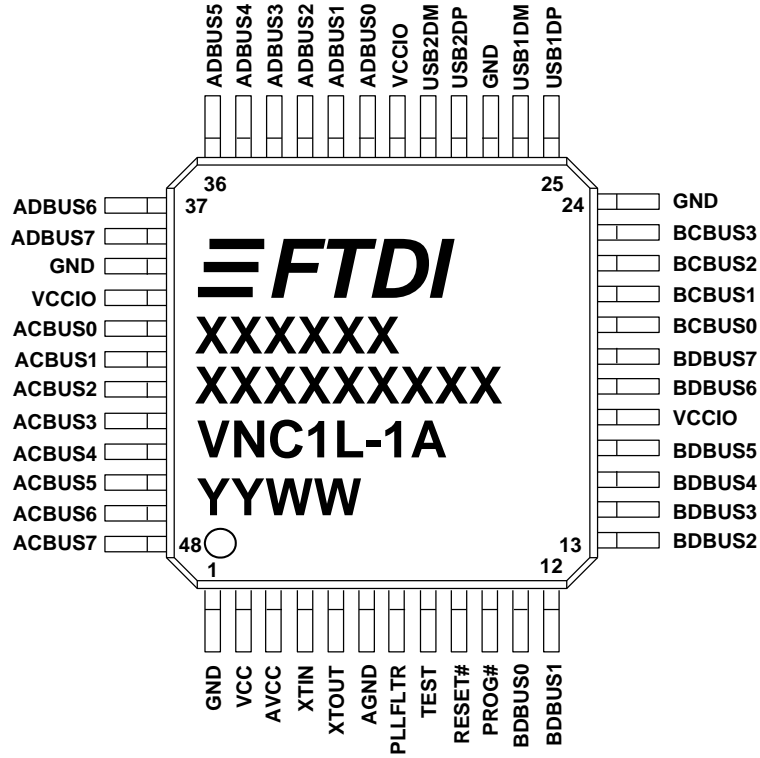 ADBUS5
ADBUS4
ADBUS3
ADBUS2
ADBUS1
ADBUS0
VCCIO
USB2DM
USB2DP
GND
USB1DM
USB1DP
36
25
37
24
ADBUS6
ADBUS7
GND
VCCIO
ACBUS0
ACBUS1
ACBUS2
ACBUS3
ACBUS4
ACBUS5
ACBUS6
ACBUS7
FTDI
XXXXXX
XXXXXXXXX
VNC1L-1A
YYWW
GND
BCBUS3
BCBUS2
BCBUS1
BCBUS0
BDBUS7
BDBUS6
VCCIO
BDBUS5
BDBUS4
BDBUS3
BDBUS2
48
13
1
12
GND
VCC
AVCC
XTIN
XTOUT
AGND
PLLFLTR
TEST
RESET#
PROG#
BDBUS0
BDBUS1